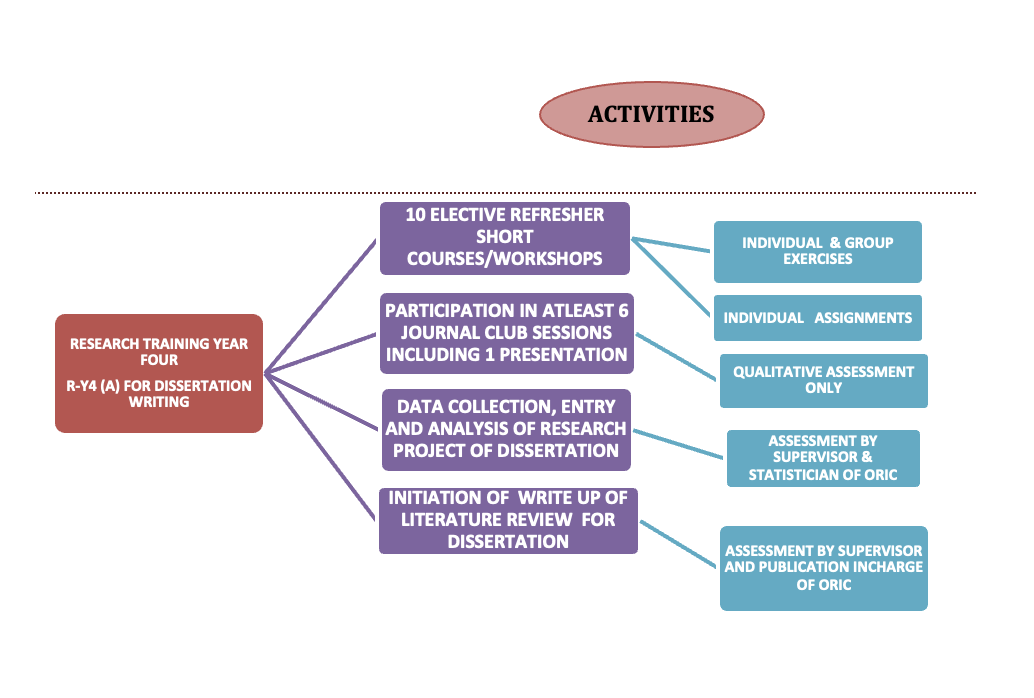 ACTIVITIES
RESEARCH TRAINING YEAR
FOUR
R-Y4 (A) FOR DISSERTATION
WRITING
10 ELECTIVE REFRESHER
SHORT
COURSES/WORKSHOPS
PARTICIPATION IN ATLEAST 6
JOURNAL CLUB SESSIONS
INCLUDING 1 PRESENTATION
DATA COLLECTION, ENTRY
AND ANALYSIS OF RESEARCH
PROJECT OF DISSERTATION
INITIATION OF WRITE UP OF
LITERATURE REVIEW FOR
DISSERTATION
INDIVIDUAL & GROUP
EXERCISES
INDIVIDUAL ASSIGNMENTS
QUALITATIVE ASSESSMENT
ONLY
ASSESSMENT BY
SUPERVISOR &
STATISTICIAN OF ORIC
ASSESSMENT BY SUPERVISOR
AND PUBLICATION INCHARGE
OF ORIC